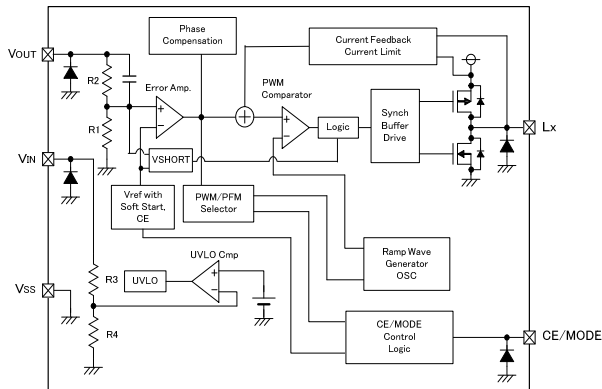 Phase
Compensation
Current Feedback
Current Limit
VOUT
R2
Error Amp.
PWM
Comparator
+
−
+
+
−
R1
Logic
Synch
Buffer
Drive
Lx
VIN
VSHORT
Vref with
Soft Start,
CE
PWM/PFM
Selector
Ramp Wave
Generator
OSC
UVLO Cmp
R3
UVLO
+
−
VSS
R4
CE/MODE
Control
Logic
CE/MODE